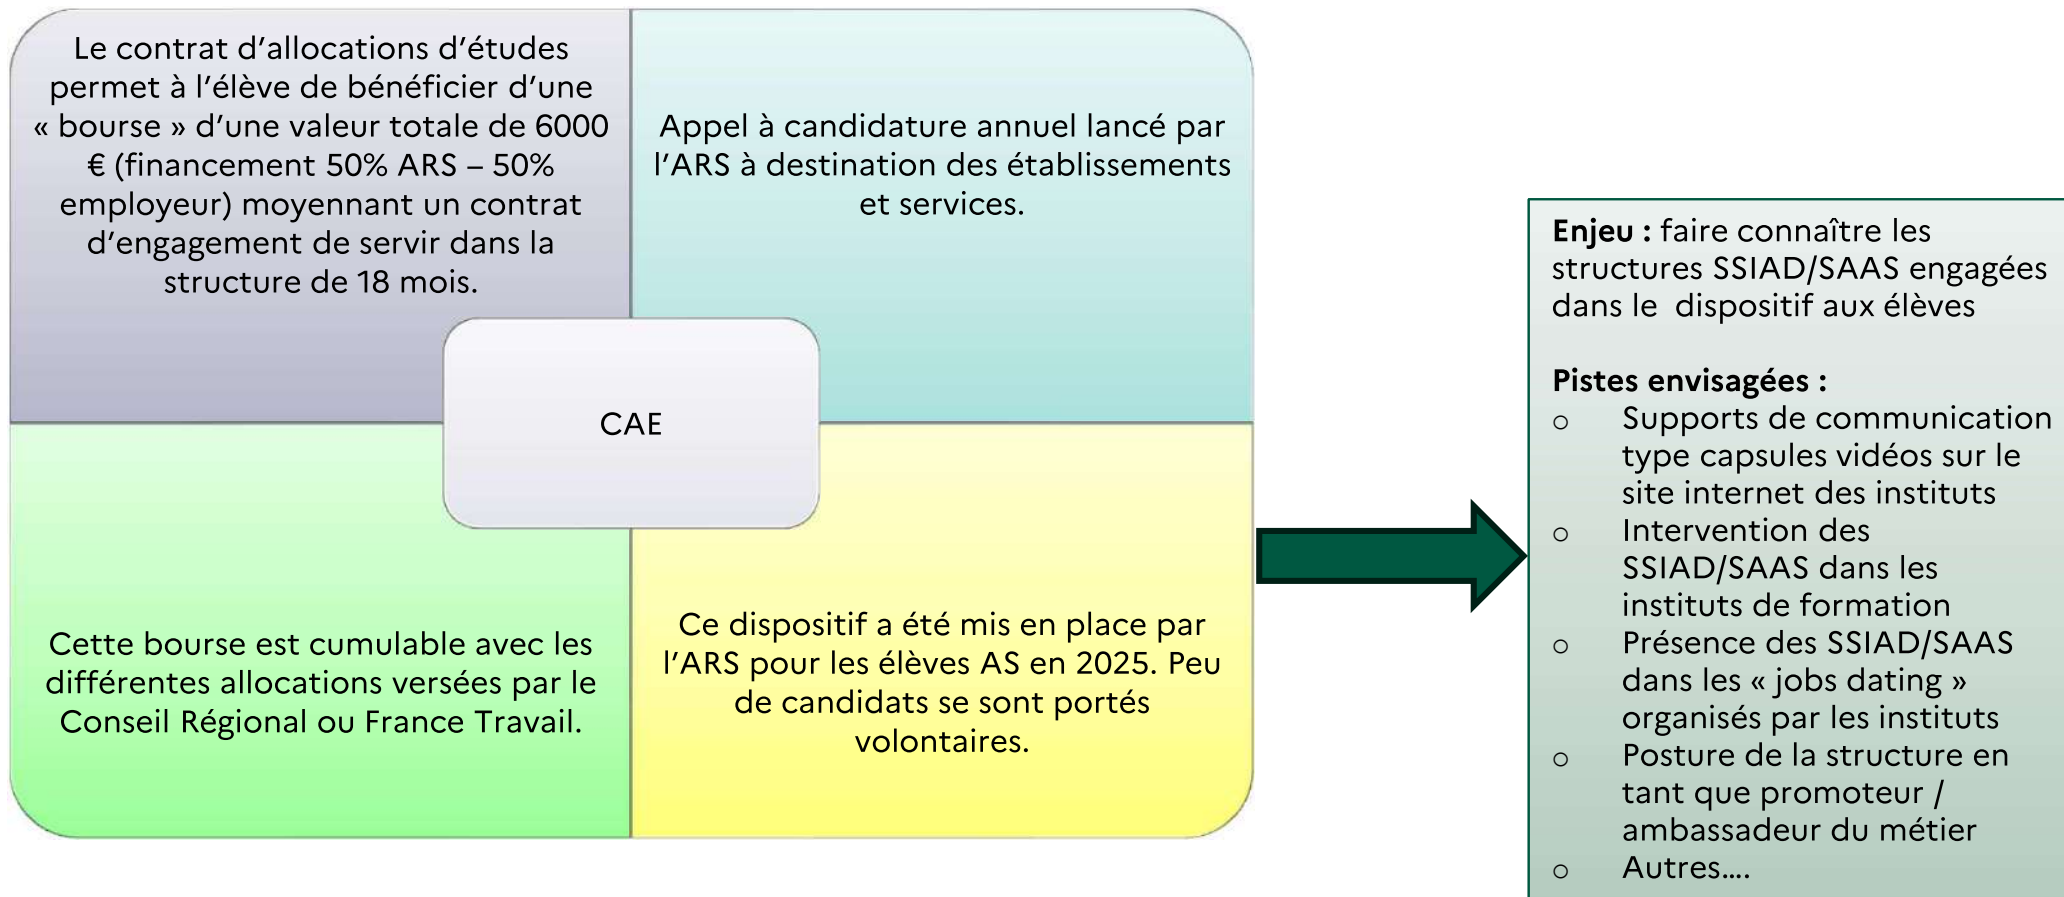 Le contrat d’allocations d’études
permet à l’élève de bénéficier d’une
« bourse » d’une valeur totale de 6000
€ (financement 50% ARS – 50%
employeur) moyennant un contrat
d’engagement de servir dans la
structure de 18 mois.
Appel à candidature annuel lancé par
l’ARS à destination des établissements
et services.
CAE
Cette bourse est cumulable avec les
différentes allocations versées par le
Conseil Régional ou France Travail.
Ce dispositif a été mis en place par
l’ARS pour les élèves AS en 2025. Peu
de candidats se sont portés
volontaires.
Enjeu : faire connaître les
structures SSIAD/SAAS engagées
dans le dispositif aux élèves
Pistes envisagées :
o Supports de communication
type capsules vidéos sur le
site internet des instituts
o Intervention des
SSIAD/SAAS dans les
instituts de formation
o Présence des SSIAD/SAAS
dans les « jobs dating »
organisés par les instituts
o Posture de la structure en
tant que promoteur /
ambassadeur du métier
o Autres....